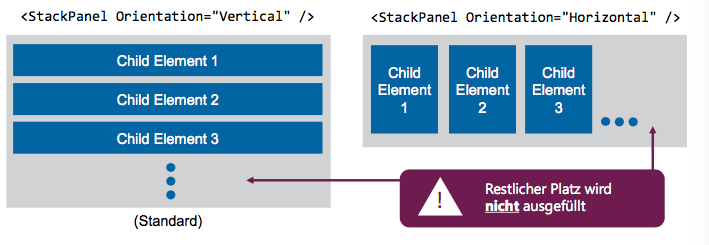 <StackPanel Orientation="Vertical" />
Child Element 1
Child Element 2
Child Element 3
(Standard)
<StackPanel Orientation="Horizontal" />
Child
Element
1
Child
Element
2
Child
Element
3
!
Restlicher Platz wird
nicht ausgefüllt